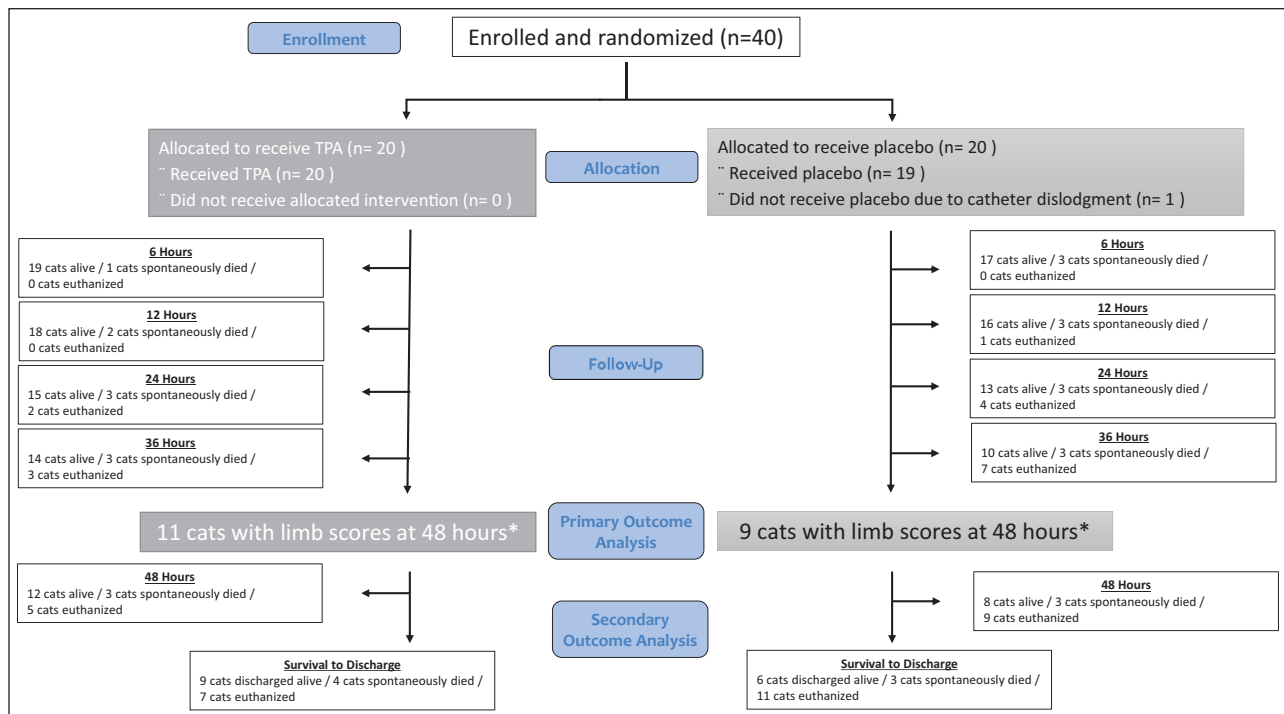 Enrollment
Enrolled and randomized (n=40)
Allocated to receive TPA (n= 20 )
¨ Received TPA (n= 20 )
¨ Did not receive allocated intervention (n= 0 )
Allocation
Allocated to receive placebo (n= 20 )
¨ Received placebo (n= 19 )
¨ Did not receive placebo due to catheter dislodgment (n= 1 )
6 Hours
19 cats alive / 1 cats spontaneously died /
0 cats euthanized
12 Hours
18 cats alive / 2 cats spontaneously died /
0 cats euthanized
24 Hours
15 cats alive / 3 cats spontaneously died /
2 cats euthanized
36 Hours
14 cats alive / 3 cats spontaneously died /
3 cats euthanized
Follow-Up
6 Hours
17 cats alive / 3 cats spontaneously died /
0 cats euthanized
12 Hours
16 cats alive / 3 cats spontaneously died /
1 cats euthanized
24 Hours
13 cats alive / 3 cats spontaneously died /
4 cats euthanized
36 Hours
10 cats alive / 3 cats spontaneously died /
7 cats euthanized
11 cats with limb scores at 48 hours*
Primary Outcome
Analysis
9 cats with limb scores at 48 hours*
48 Hours
12 cats alive / 3 cats spontaneously died /
5 cats euthanized
Secondary
Outcome Analysis
48 Hours
8 cats alive / 3 cats spontaneously died /
9 cats euthanized
Survival to Discharge
9 cats discharged alive / 4 cats spontaneously died /
7 cats euthanized
Survival to Discharge
6 cats discharged alive / 3 cats spontaneously died /
11 cats euthanized